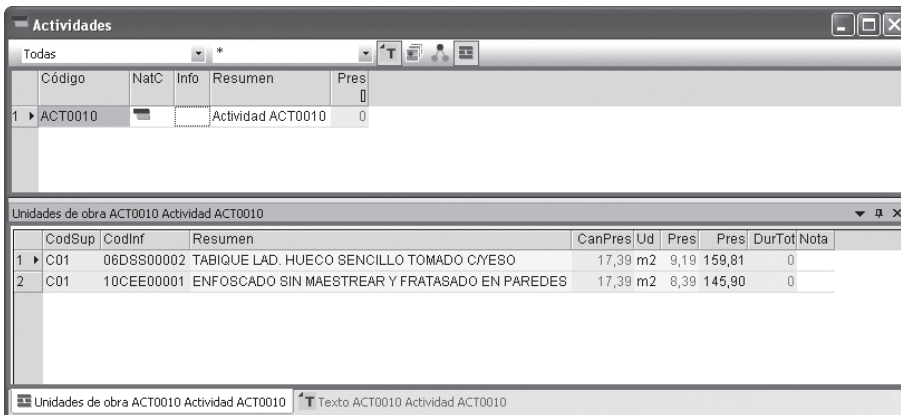 Actividades
Todas *
Código NatC Info Resumen Pres
[]
1 ACT0010 Actividad ACT0010 0
Unidades de obra ACT0010 Actividad ACT0010
CodSup CodInf Resumen CanPres Ud Pres Pres DurTot Nota
1 C01 06DSS00002 TABIQUE LAD. HUECO SENCILLO TOMADO C/YESO 17,39 m2 9,19 159,81 0
2 C01 10CEE00001 ENFOSCADO SIN MAESTREAR Y FRATASADO EN PAREDES 17,39 m2 8,39 145,90 0
Unidades de obra ACT0010 Actividad ACT0010 T Texto ACT0010 Actividad ACT0010